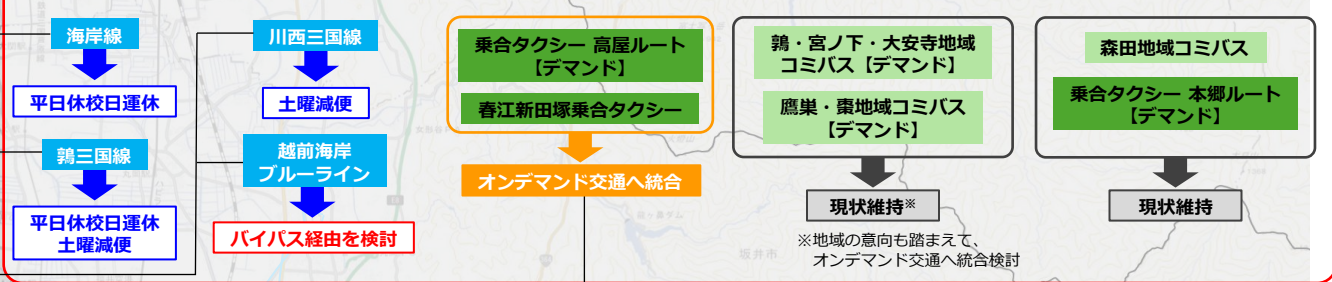 海岸線
平日休校日運休
鶉三国線
平日休校日運休
土曜減便
川西三国線
土曜減便
越前海岸
ブルーライン
バイパス経由を検討
乗合タクシー 高屋ルート
【デマンド】
春江新田塚乗合タクシー
オンデマンド交通へ統合
鶉・宮ノ下・大安寺地域
コミバス【デマンド】
鷹巣・棗地域コミバス
【デマンド】
現状維持※
※地域の意向も踏まえて、
オンデマンド交通へ統合検討
森田地域コミバス
乗合タクシー 本郷ルート
【デマンド】
現状維持
坂井市